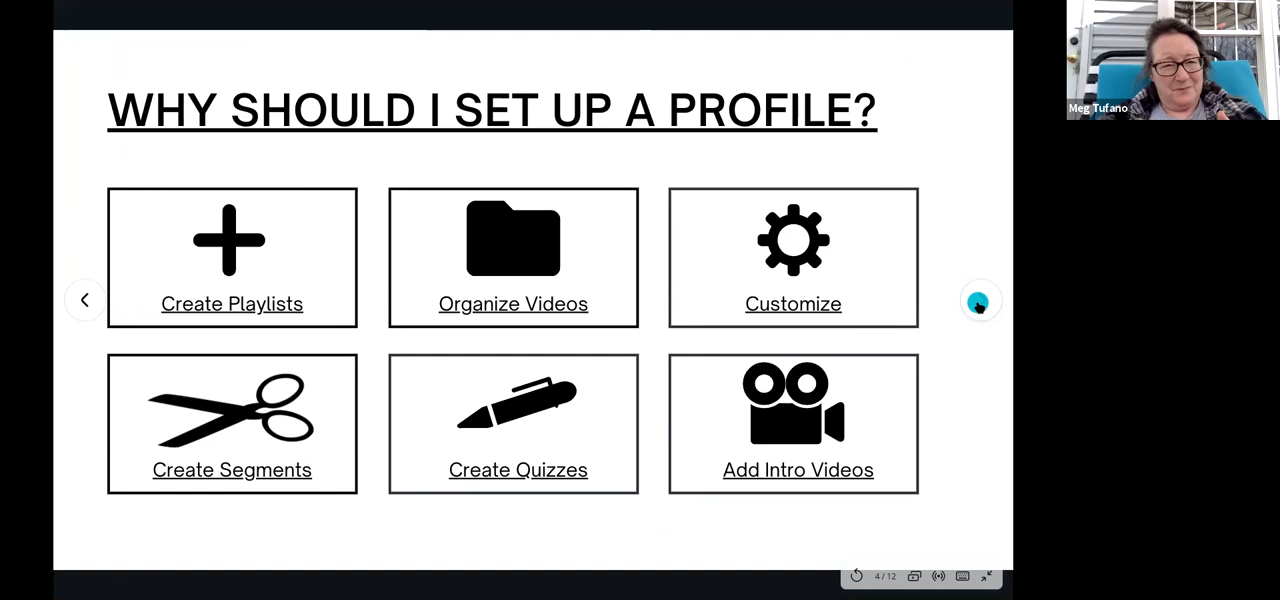 WHY SHOULD I SET UP A PROFILE?
Meg Tufano
Create Playlists
Organize Videos
Customize
Create Segments
Create Quizzes
Add Intro Videos
4 / 12